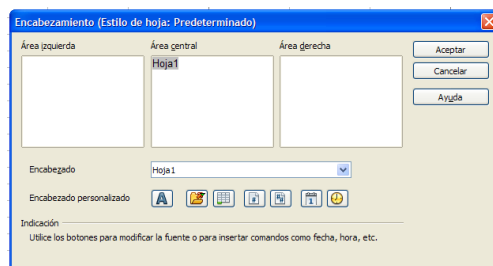 Encabezamiento (Estilo de hoja: Predeterminado)
Área izquierda Área central Área derecha
Hoja1
Aceptar
Cancelar
Ayuda
Encabezado Hoja1
Encabezado personalizado
Indicación
Utilice los botones para modificar la fuente o para insertar comandos como fecha, hora, etc.